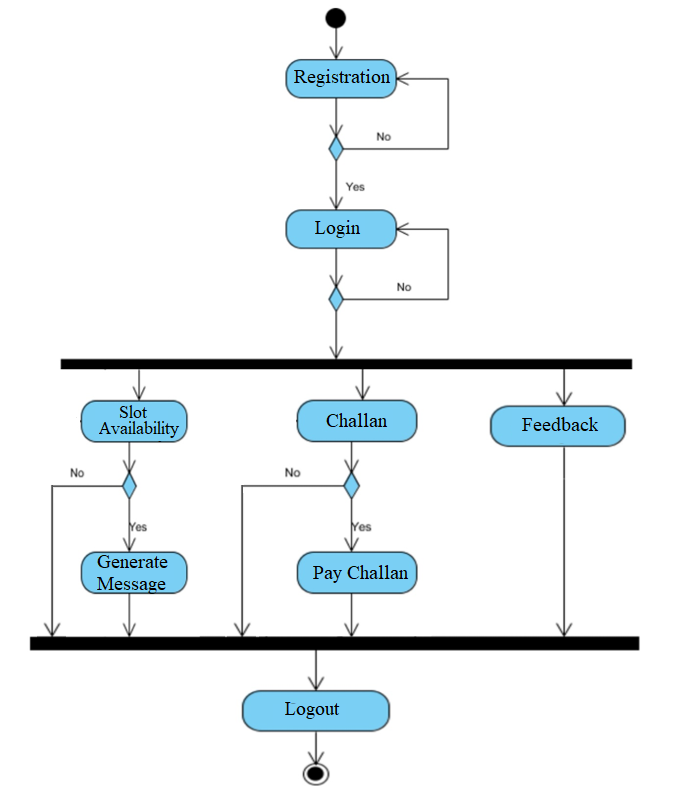 Registration
No
Yes
Login
No
Slot
Availability
Challan
Feedback
No
No
Yes
Yes
Generate
Message
Pay Challan
Logout